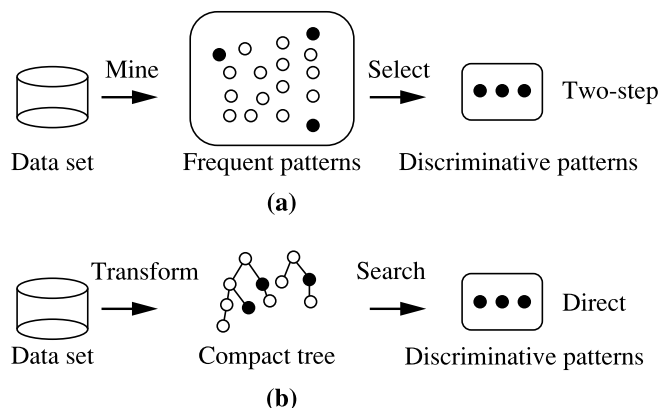 Mine
Select
Two-step
Data set
Frequent patterns
Discriminative patterns
(a)
Transform
Search
Direct
Data set
Compact tree
Discriminative patterns
(b)